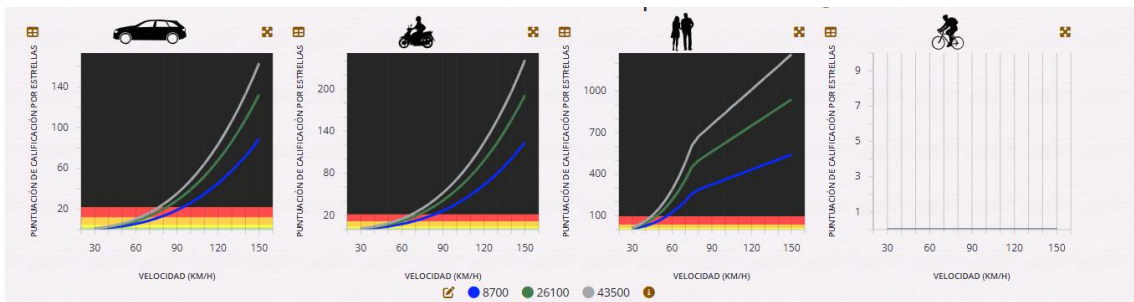 PUNTUACIÓN DE CALIFICACIÓN POR ESTRELLAS
140
100
60
20
30 60 90 120 150
VELOCIDAD (KM/H)
PUNTUACIÓN DE CALIFICACIÓN POR ESTRELLAS
200
140
80
20
30 60 90 120 150
VELOCIDAD (KM/H)
PUNTUACIÓN DE CALIFICACIÓN POR ESTRELLAS
1000
700
400
100
30 60 90 120 150
VELOCIDAD (KM/H)
PUNTUACIÓN DE CALIFICACIÓN POR ESTRELLAS
9
7
5
3
1
30 60 90 120 150
VELOCIDAD (KM/H)
8700 26100 43500